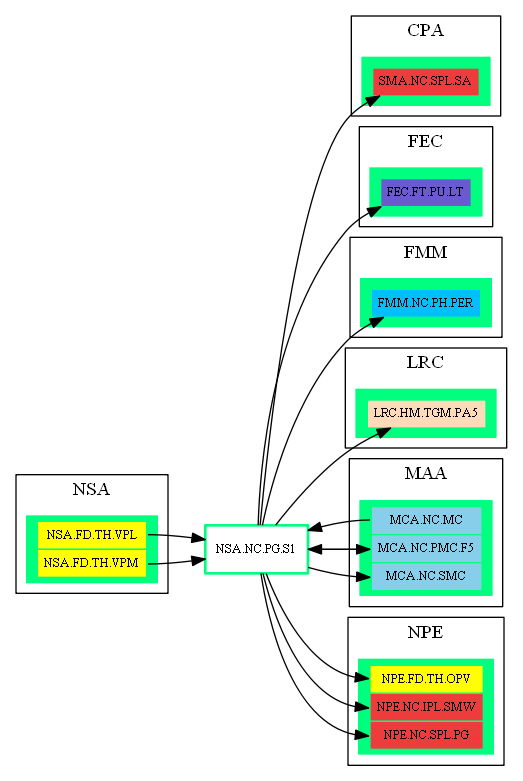 CPA
SMA.NC.SPL.SA
FEC
FEC.FT.PU.LT
FMM
FMM.NC.PH.PER
LRC
LRC.HM.TGM.PA5
NSA
NSA.FD.TH.VPL
NSA.FD.TH.VPM
NSA.NC.PG.S1
MAA
MCA.NC.MC
MCA.NC.PMC.F5
MCA.NC.SMC
NPE
NPE.FD.TH.OPV
NPE.NC.IPL.SMW
NPE.NC.SPL.PG